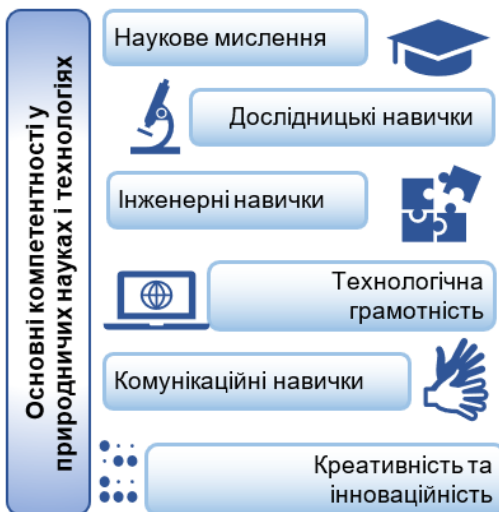 Основні компетентності у
природничих науках і технологіях
Наукове мислення
Дослідницькі навички
Інженерні навички
Технологічна
грамотність
Комунікаційні навички
Креативність та
інноваційність